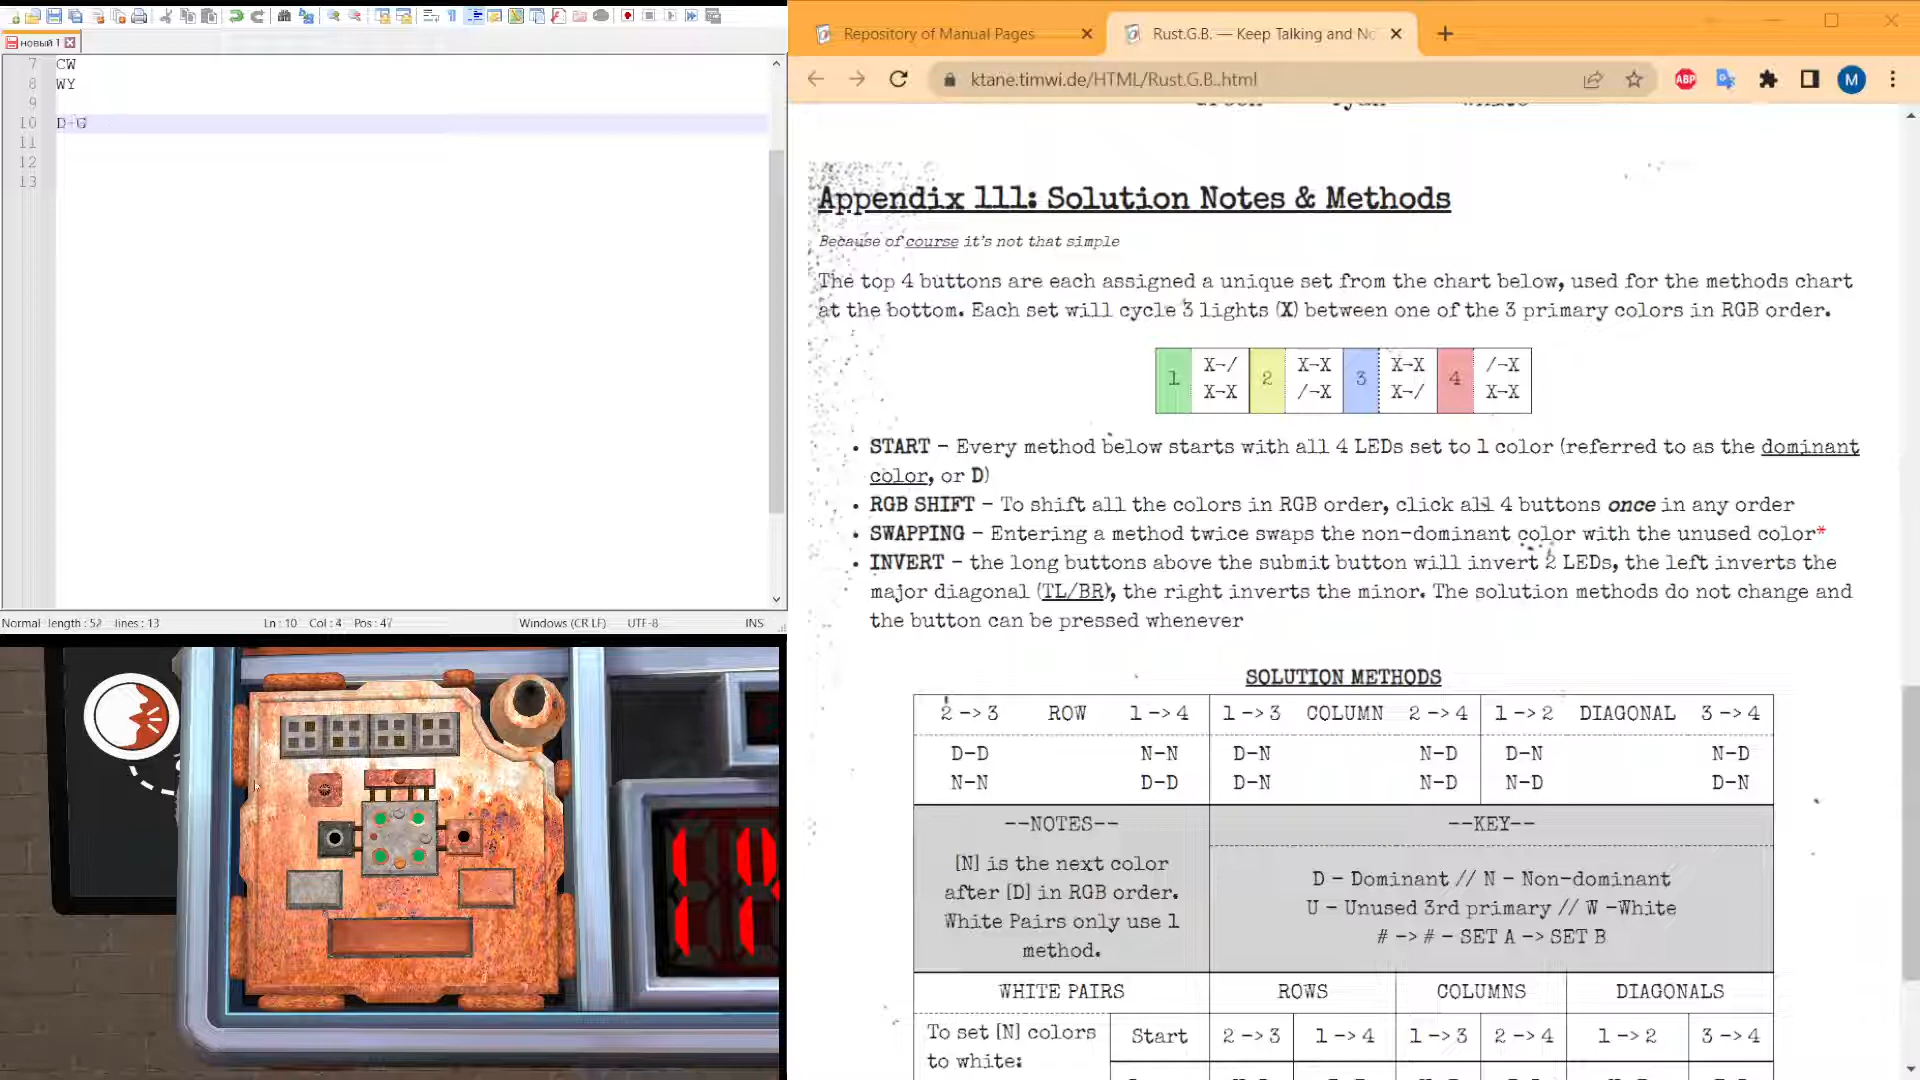 новый 1
7 CW
8 WY
9
10 D-G
11
12
13
Normal length : 52 lines : 13 Ln : 10 Col : 4 Pos : 47 Windows (CR LF) UTF-8 INS
Repository of Manual Pages
Rust.G.B. — Keep Talking and No
ktane.timwi.de/HTML/Rust.G.B..html
ABP
M
Appendix 111: Solution Notes & Methods
Because of course it's not that simple
The top 4 buttons are each assigned a unique set from the chart below, used for the methods chart
at the bottom. Each set will cycle 3 lights (X) between one of the 3 primary colors in RGB order.
1 X-/ 2 X-X 3 X-X 4 /-X
X-X /-X X-/ X-X
• START - Every method below starts with all 4 LEDs set to 1 color (referred to as the dominant
color, or D)
• RGB SHIFT - To shift all the colors in RGB order, click all 4 buttons once in any order
• SWAPPING - Entering a method twice swaps the non-dominant color with the unused color*
• INVERT - the long buttons above the submit button will invert 2 LEDs, the left inverts the
major diagonal (TL/BR), the right inverts the minor. The solution methods do not change and
the button can be pressed whenever
SOLUTION METHODS
2 -> 3 ROW 1 -> 4 1 -> 3 COLUMN 2 -> 4 1 -> 2 DIAGONAL 3 -> 4
D-D N-N D-N N-D D-N N-D
N-N D-D D-N N-D N-D D-N
--NOTES--
[N] is the next color
after [D] in RGB order.
White Pairs only use 1
method.
--KEY--
D - Dominant // N - Non-dominant
U - Unused 3rd primary // W -White
# -> # - SET A -> SET B
WHITE PAIRS ROWS COLUMNS DIAGONALS
To set [N] colors
to white:
Start 2 -> 3 1 -> 4 1 -> 3 2 -> 4 1 -> 2 3 -> 4